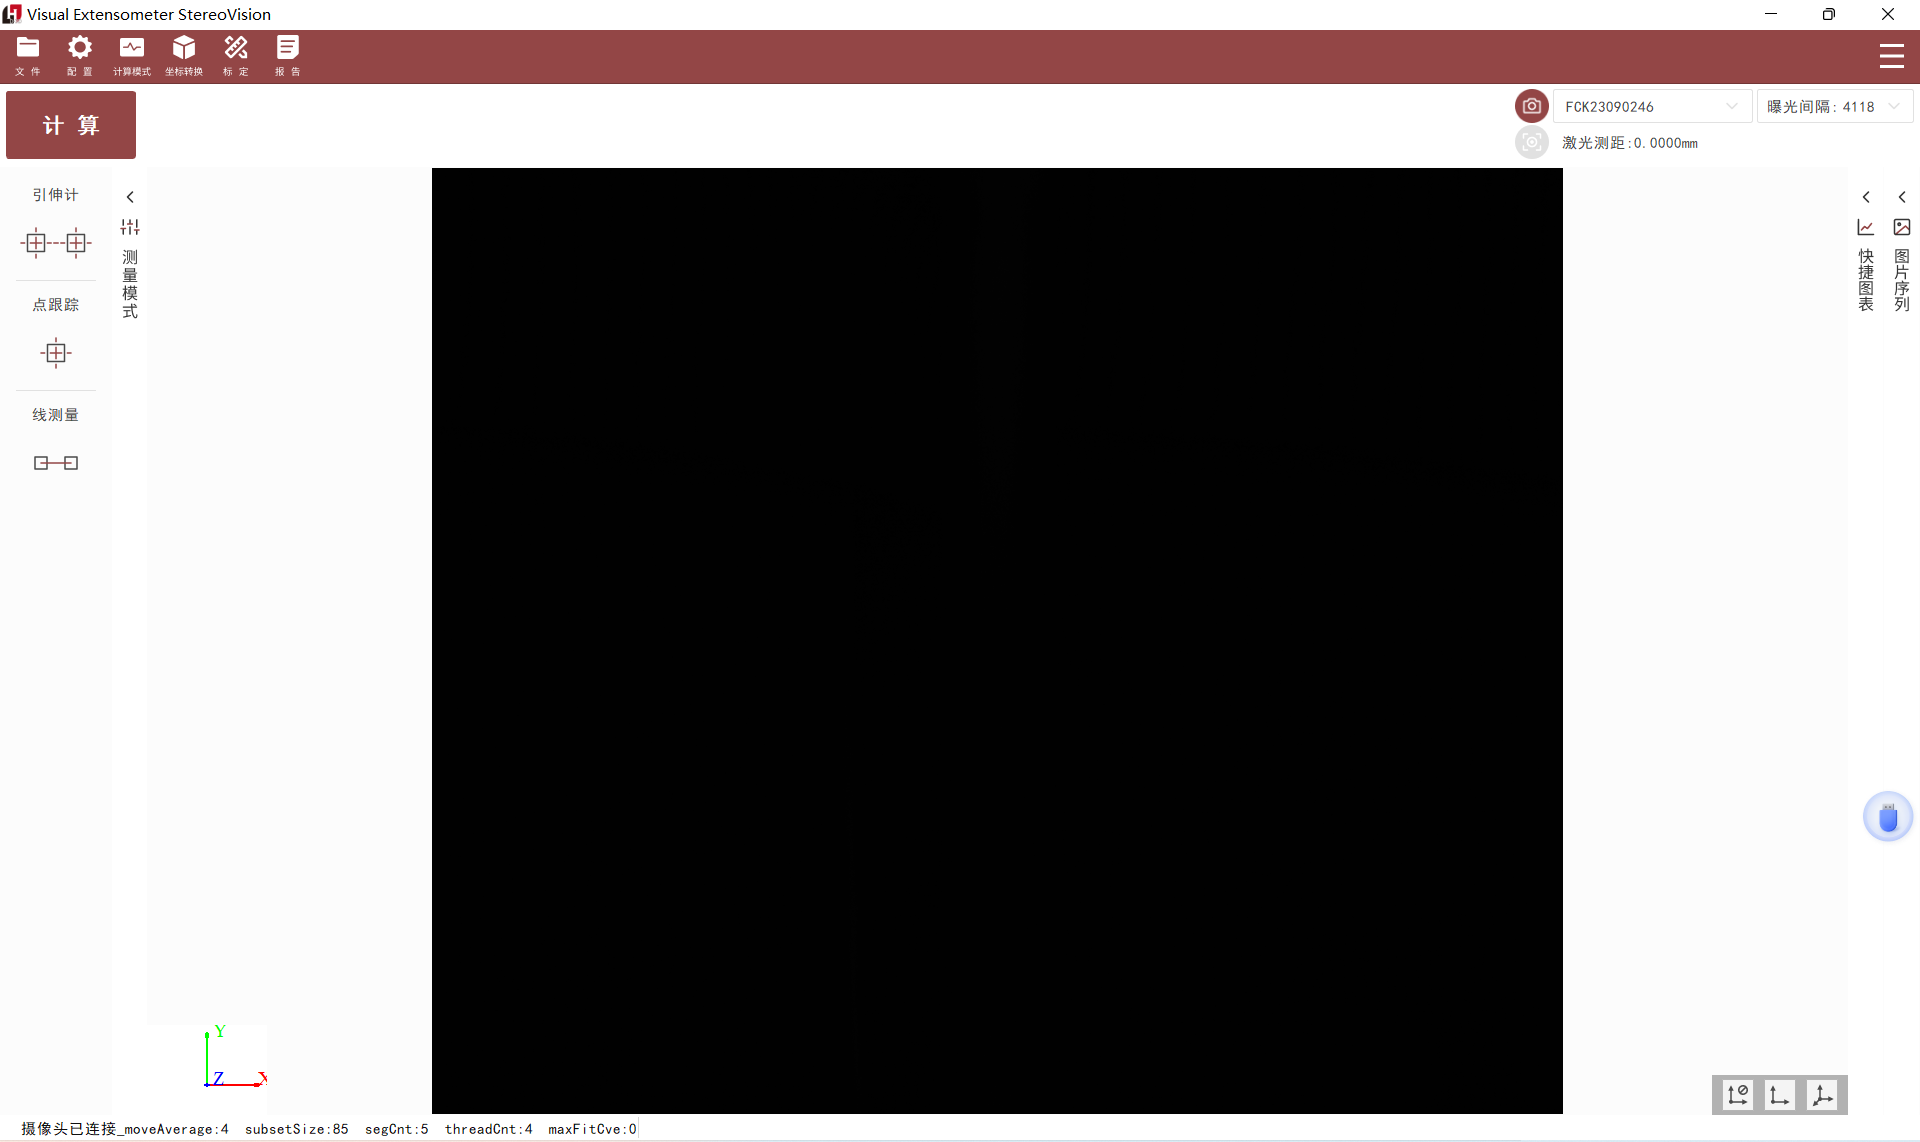 Visual Extensometer StereoVision
文 件
配 置
计算模式
坐标转换
标 定
报 告
计 算
FCK23090246
曝光间隔: 4118
激光测距:0.0000mm
引伸计
点跟踪
线测量
测量模式
快捷图表
图片序列
Y
Z
X
摄像头已连接_moveAverage:4 subsetSize:85 segCnt:5 threadCnt:4 maxFitCve:0